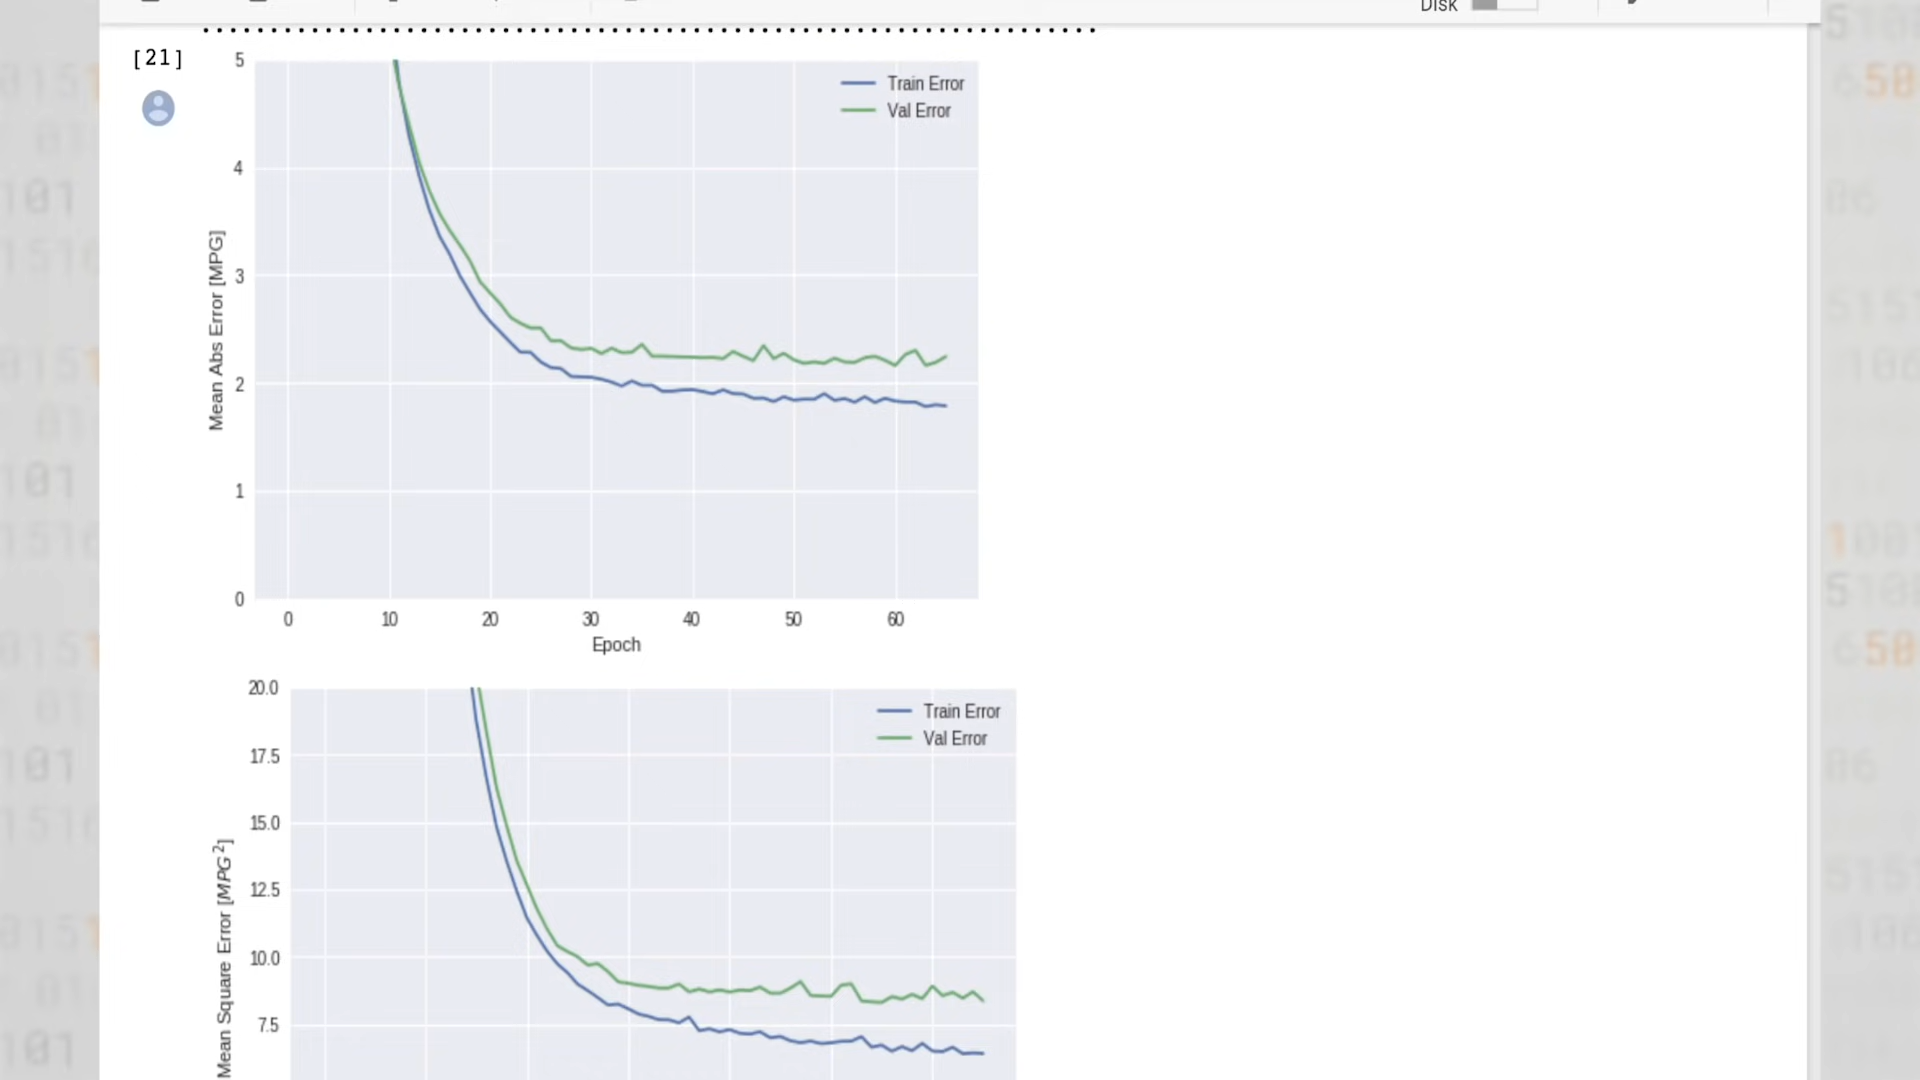 Disk
[21]
5
4
3
2
1
0
Mean Abs Error [MPG]
Train Error
Val Error
0 10 20 30 40 50 60
Epoch
20.0
17.5
15.0
12.5
10.0
7.5
Mean Square Error [MPG²]
Train Error
Val Error